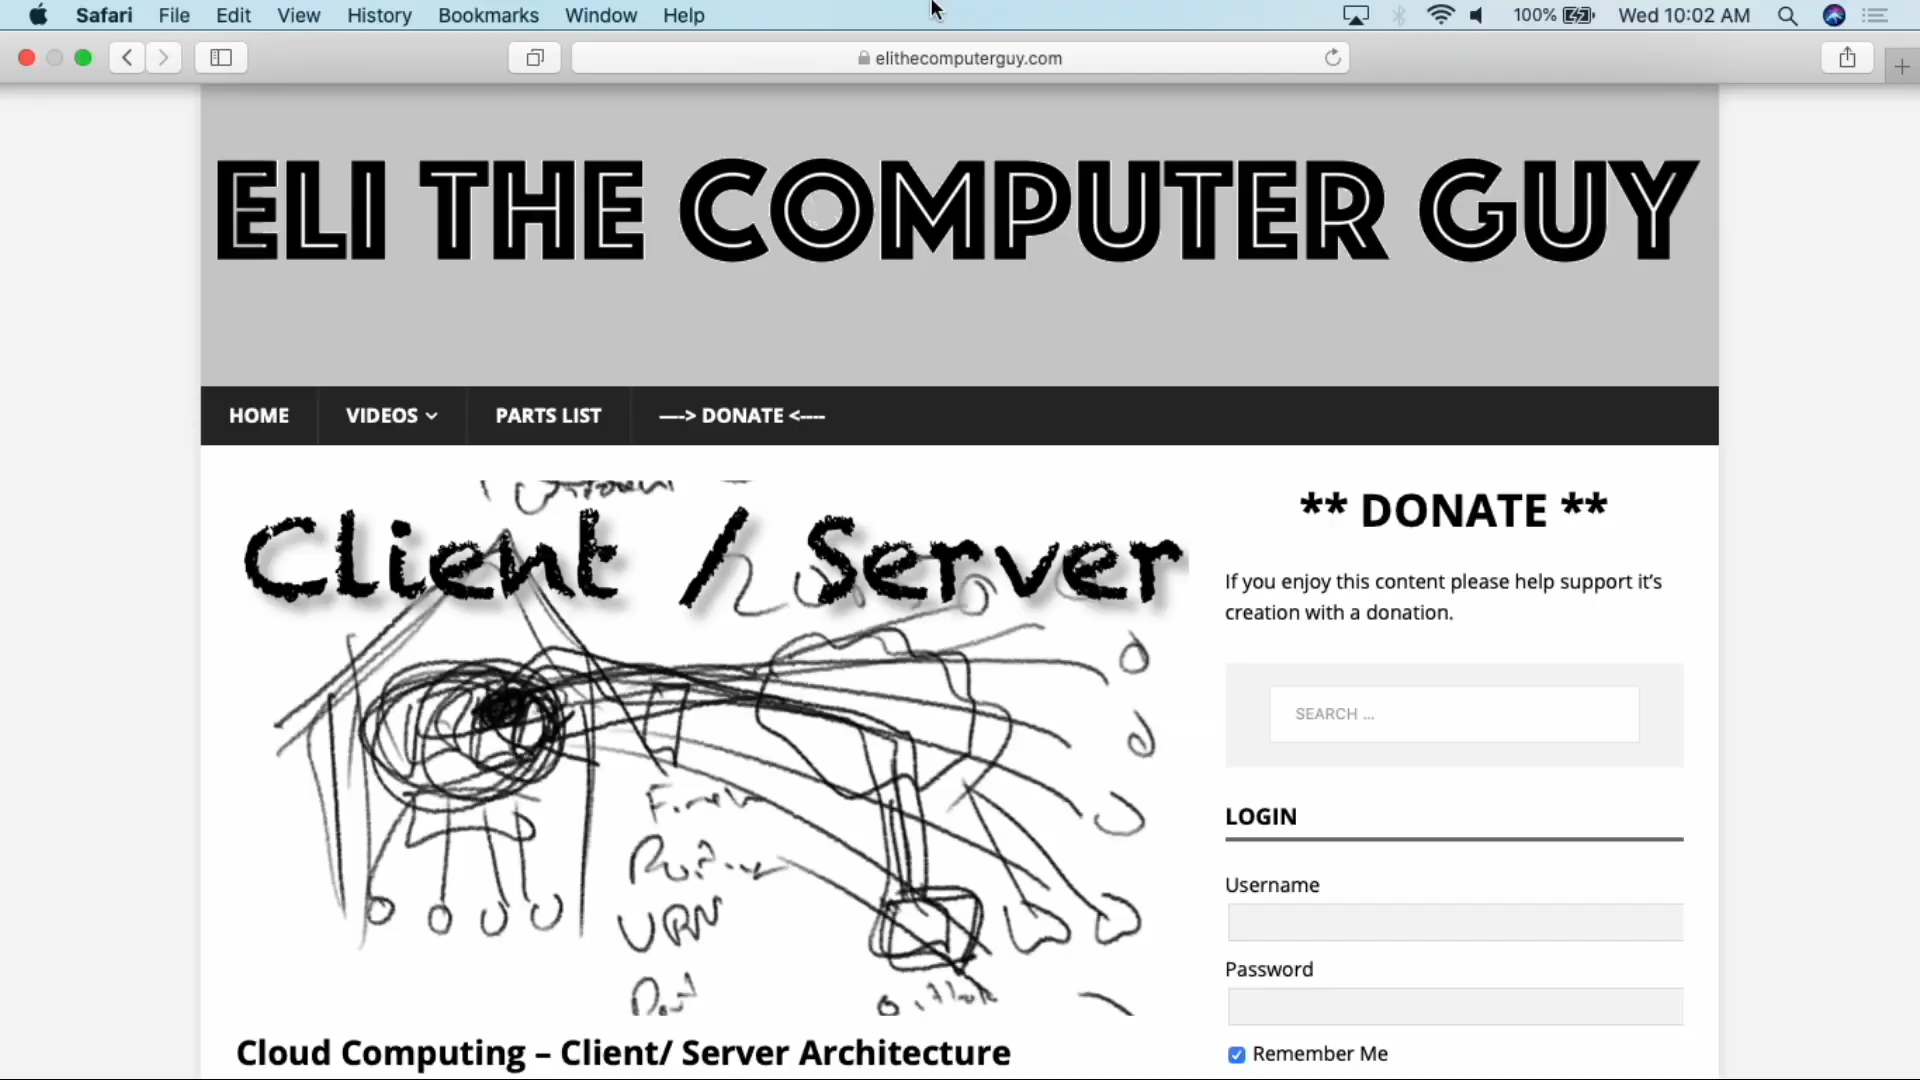 Safari File Edit View History Bookmarks Window Help 100% Wed 10:02 AM
elithecomputerguy.com
ELI THE COMPUTER GUY
HOME VIDEOS PARTS LIST —-> DONATE <—-
Client / Server
VPN
Cloud Computing – Client/ Server Architecture
** DONATE **
If you enjoy this content please help support it’s
creation with a donation.
SEARCH ...
LOGIN
Username
Password
Remember Me